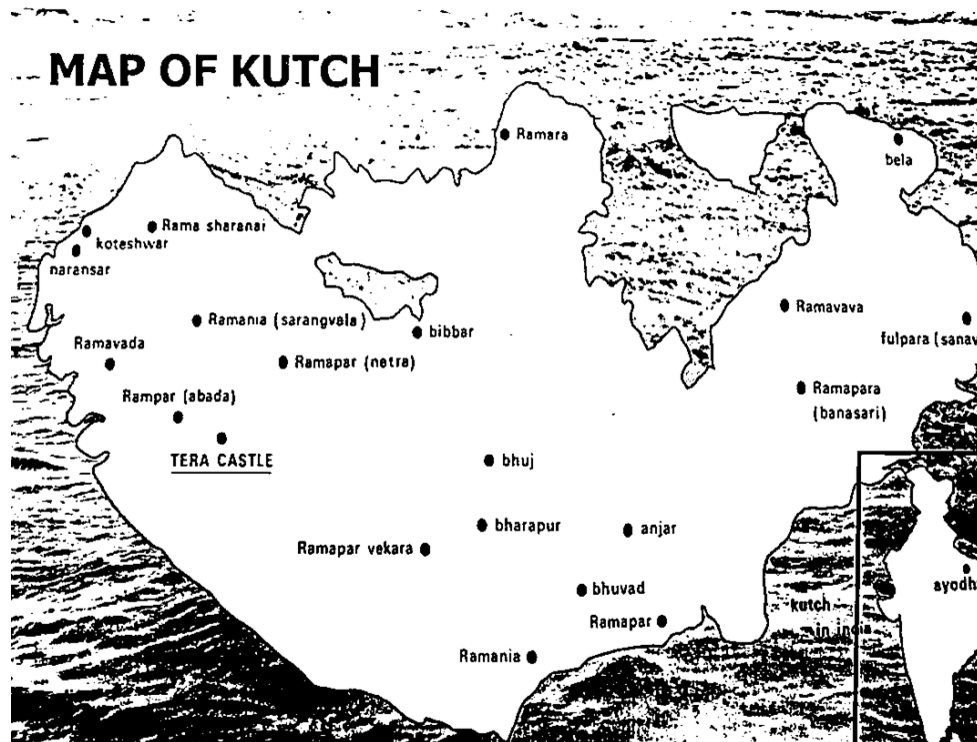 MAP OF KUTCH
Ramara
bela
Rama sharanai
koteshwar
naransar
Ramania (sarangvala)
bibbar
Ramavava
fulpara (sanav
Ramavada
Ramapar (netra)
Rampar (abada)
Ramapara
(banasari)
TERA CASTLE
bhuj
bharapur
anjar
Ramapar vekara
bhuvad
ayodh
kutch
in india
Ramapar
Ramania